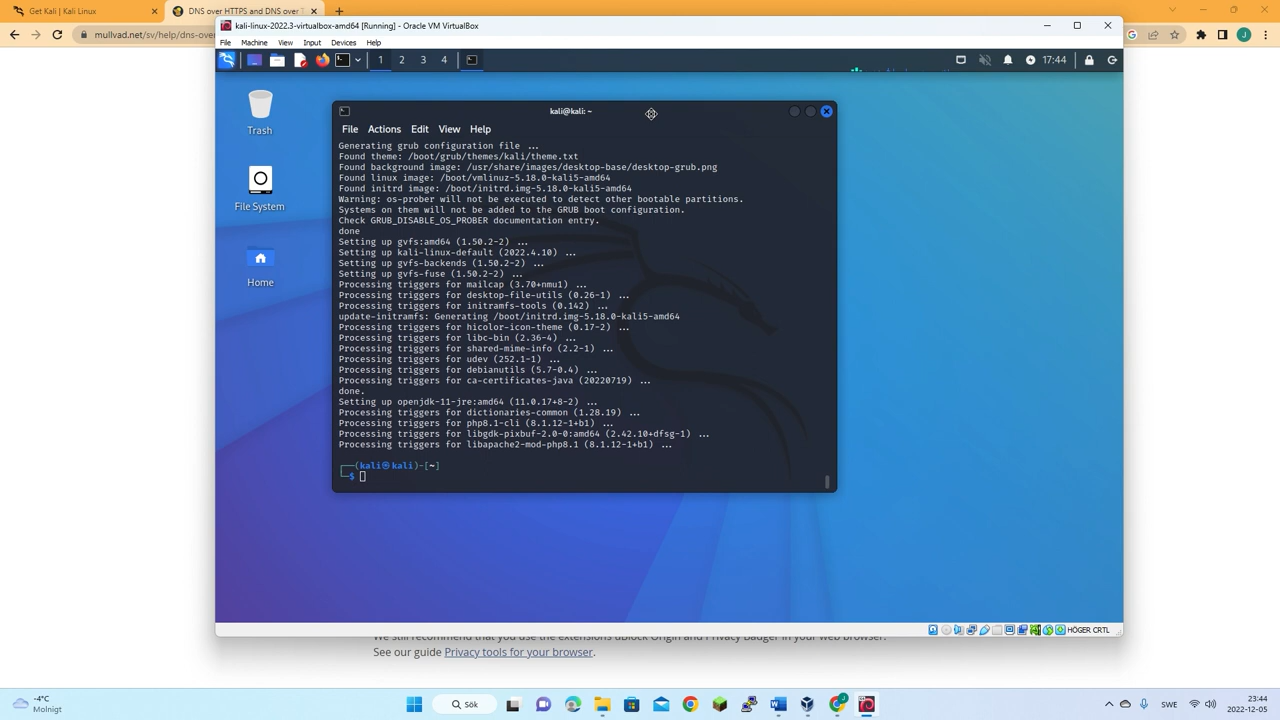 Get Kali | Kali Linux
DNS over HTTPS and DNS over T
mullvad.net/sv/help/dns-ove
kali-linux-2022.3-virtualbox-amd64 [Running] - Oracle VM VirtualBox
File Machine View Input Devices Help
1 2 3 4
17:44
Trash
File System
Home
kali@kali: ~
File Actions Edit View Help
Generating grub configuration file ...
Found theme: /boot/grub/themes/kali/theme.txt
Found background image: /usr/share/images/desktop-base/desktop-grub.png
Found linux image: /boot/vmlinuz-5.18.0-kali5-amd64
Found initrd image: /boot/initrd.img-5.18.0-kali5-amd64
Warning: os-prober will not be executed to detect other bootable partitions.
Systems on them will not be added to the GRUB boot configuration.
Check GRUB_DISABLE_OS_PROBER documentation entry.
done
Setting up gvfs:amd64 (1.50.2-2) ...
Setting up kali-linux-default (2022.4.10) ...
Setting up gvfs-backends (1.50.2-2) ...
Setting up gvfs-fuse (1.50.2-2) ...
Processing triggers for mailcap (3.70+nmu1) ...
Processing triggers for desktop-file-utils (0.26-1) ...
Processing triggers for initramfs-tools (0.142) ...
update-initramfs: Generating /boot/initrd.img-5.18.0-kali5-amd64
Processing triggers for hicolor-icon-theme (0.17-2) ...
Processing triggers for libc-bin (2.36-4) ...
Processing triggers for shared-mime-info (2.2-1) ...
Processing triggers for udev (252.1-1) ...
Processing triggers for debianutils (5.7-0.4) ...
Processing triggers for ca-certificates-java (20220719) ...
done.
Setting up openjdk-11-jre:amd64 (11.0.17+8-2) ...
Processing triggers for dictionaries-common (1.28.19) ...
Processing triggers for php8.1-cli (8.1.12-1+b1) ...
Processing triggers for libgdk-pixbuf-2.0-0:amd64 (2.42.10+dfsg-1) ...
Processing triggers for libapache2-mod-php8.1 (8.1.12-1+b1) ...
┌──(kali㉿kali)-[~]
└─$
HÖGER CRTL
We still recommend that you use the extensions uBlock Origin and Privacy Badger in your web browser.
See our guide Privacy tools for your browser.
-4°C
Molnigt
Sök
SWE
23:44
2022-12-05